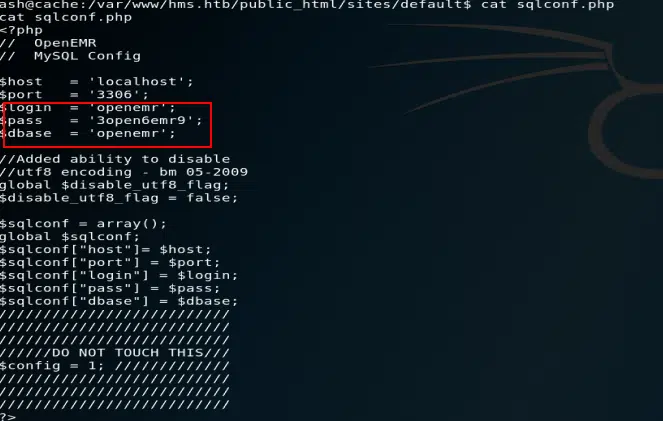 ash@cache:/var/www/hms.htb/public_html/sites/default$ cat sqlconf.php
cat sqlconf.php
<?php
//  OpenEMR
//  MySQL Config

$host   = 'localhost';
$port   = '3306';
$login  = 'openemr';
$pass   = '3open6emr9';
$dbase  = 'openemr';

//Added ability to disable
//utf8 encoding - bm 05-2009
global $disable_utf8_flag;
$disable_utf8_flag = false;

$sqlconf = array();
global $sqlconf;
$sqlconf["host"]= $host;
$sqlconf["port"] = $port;
$sqlconf["login"] = $login;
$sqlconf["pass"] = $pass;
$sqlconf["dbase"] = $dbase;
//////////////////////////
//////////////////////////
//////////////////////////
//////DO NOT TOUCH THIS///
$config = 1; /////////////
//////////////////////////
//////////////////////////
//////////////////////////
?>